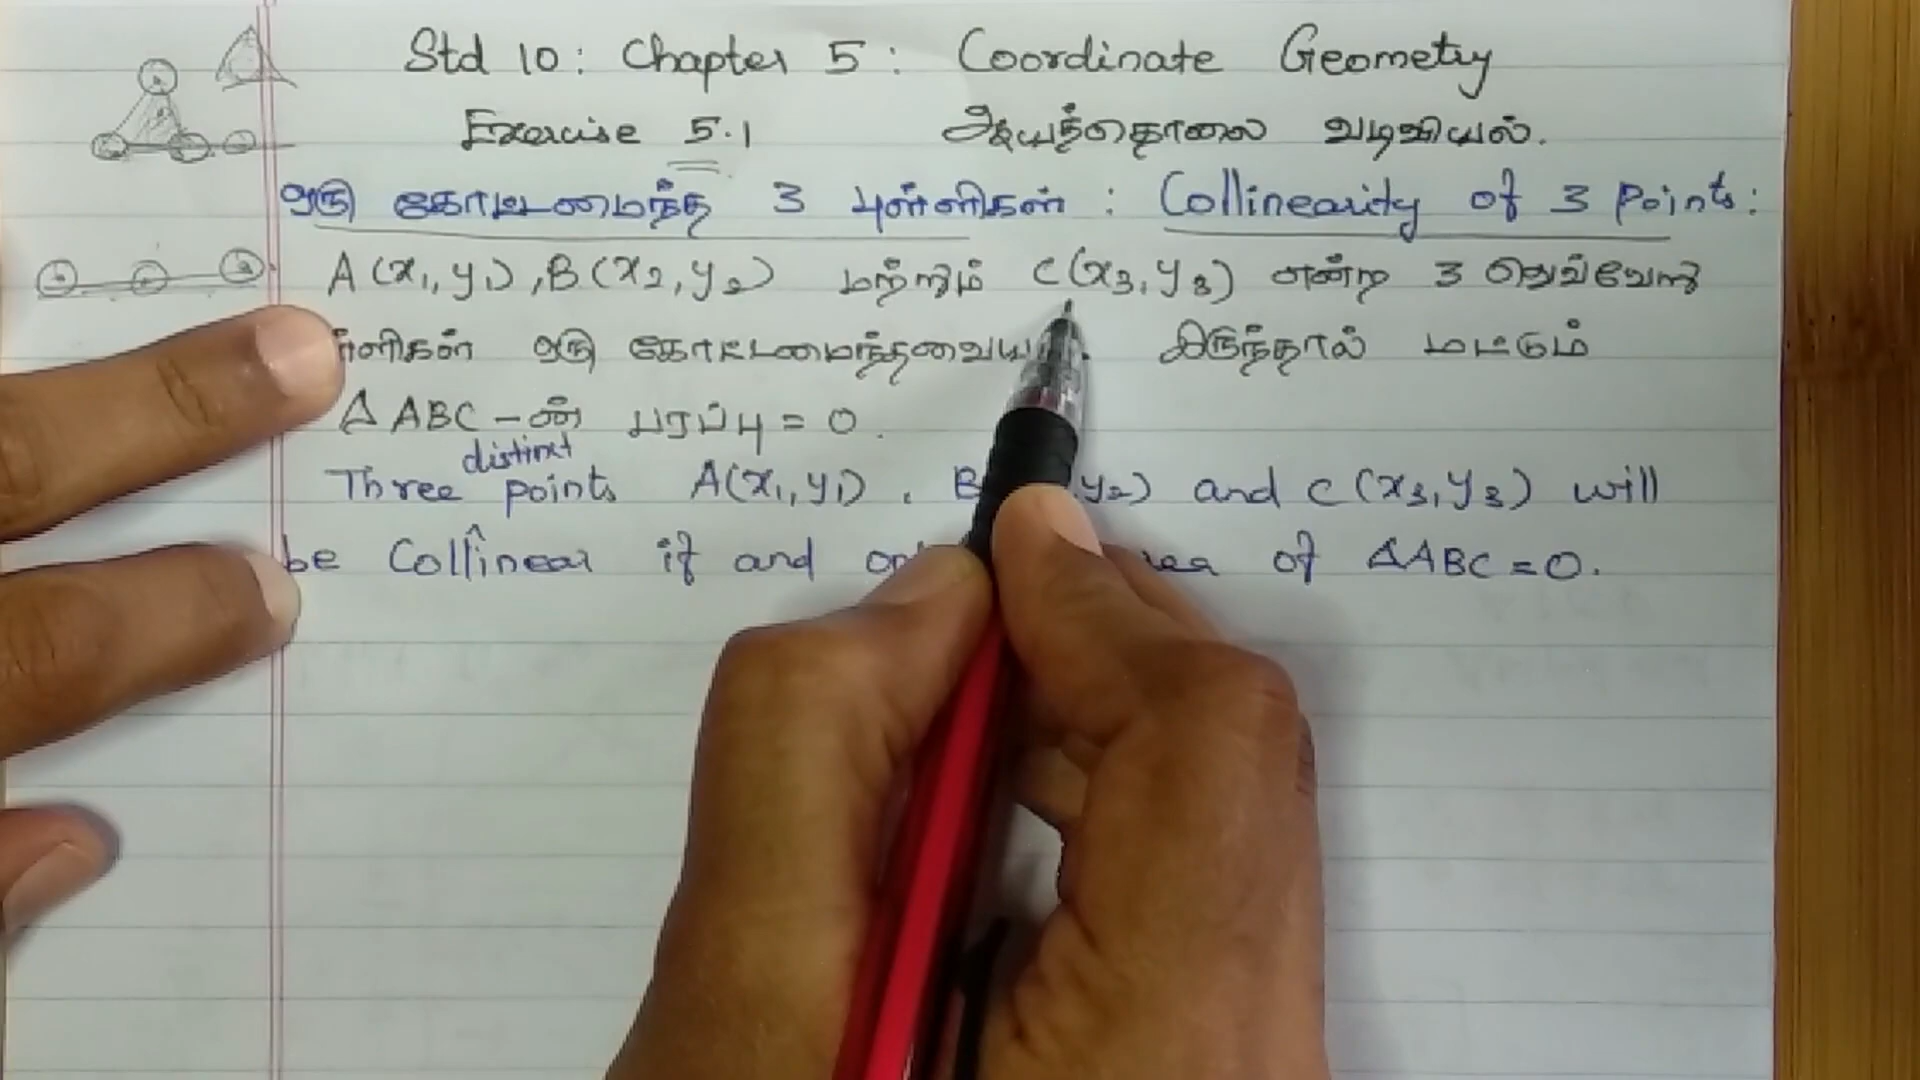 Std 10: Chapter 5: Coordinate Geometry
Exercise 5.1 ஆயத்தொலை வடிவியல்.
ஒரு கோடமைந்த 3 புள்ளிகள் : Collinearity of 3 Points:
A(x₁, y₁), B(x₂, y₂) மற்றும் C(x₃, y₃) என்ற 3 வெவ்வேறு
ளிகள் ஒரு கோடமைந்தவையா இருந்தால் மட்டும்
Δ ABC-ன் பரப்பு = 0.
distinct
Three points A(x₁, y₁), B y₂) and C(x₃, y₃) will
be Collinear if and of ΔABC = 0.